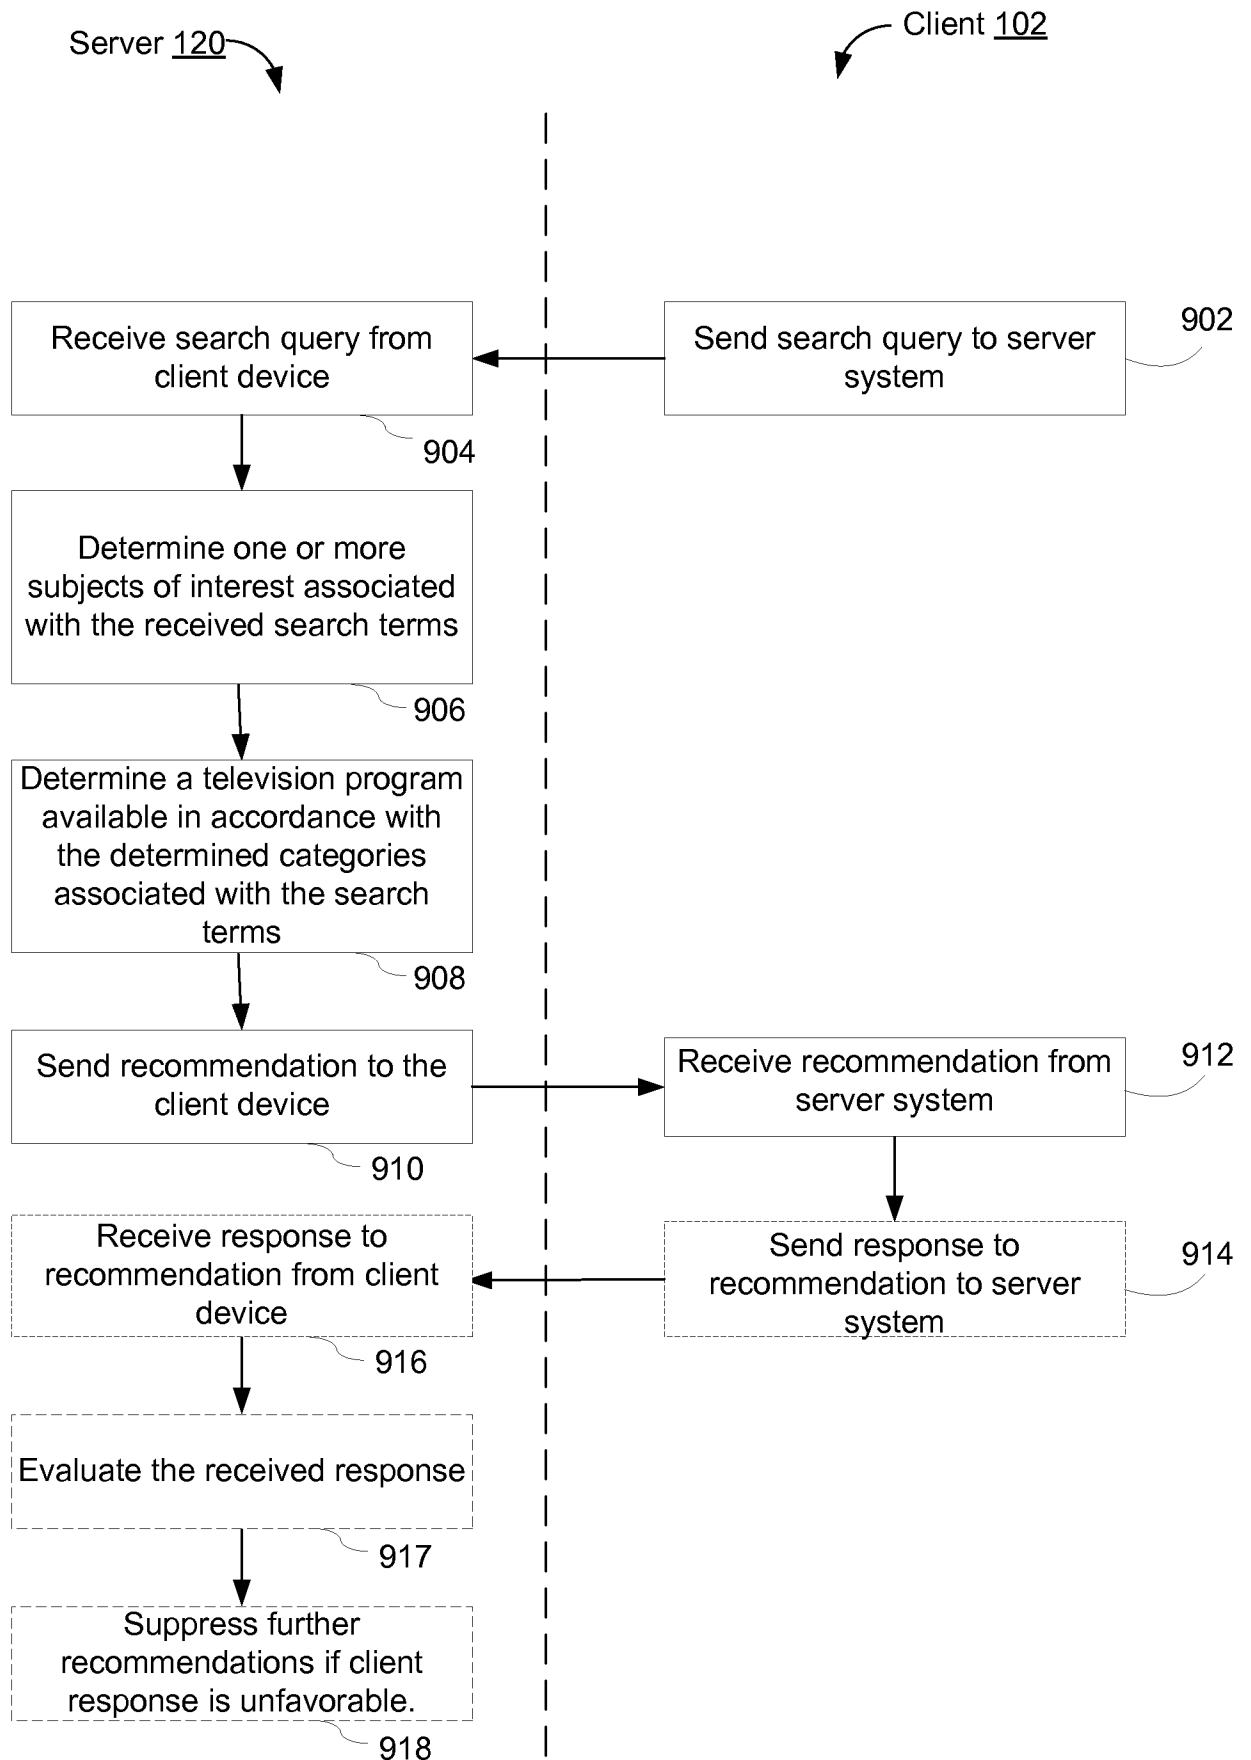 Server 120
Client 102
Receive search query from
client device
904
Send search query to server
system
902
Determine one or more
subjects of interest associated
with the received search terms
906
Determine a television program
available in accordance with
the determined categories
associated with the search
terms
908
Send recommendation to the
client device
910
Receive recommendation from
server system
912
Send response to
recommendation to server
system
914
Receive response to
recommendation from client
device
916
Evaluate the received response
917
Suppress further
recommendations if client
response is unfavorable.
918